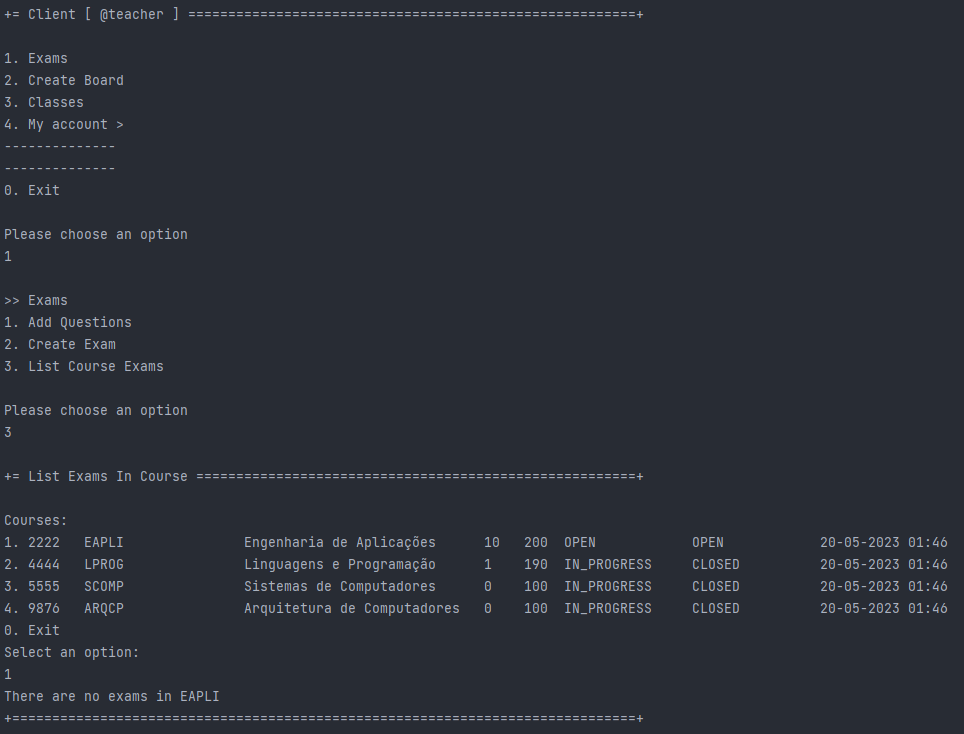 += Client [ @teacher ] ========================================================+
1. Exams
2. Create Board
3. Classes
4. My account >
--------------
--------------
0. Exit
Please choose an option
1
>> Exams
1. Add Questions
2. Create Exam
3. List Course Exams
Please choose an option
3
+= List Exams In Course =======================================================+
Courses:
1. 2222   EAPLI               Engenharia de Aplicações      10   200  OPEN            OPEN            20-05-2023 01:46
2. 4444   LPROG               Linguagens e Programação      1    190  IN_PROGRESS     CLOSED          20-05-2023 01:46
3. 5555   SCOMP               Sistemas de Computadores      0    100  IN_PROGRESS     CLOSED          20-05-2023 01:46
4. 9876   ARQCP               Arquitetura de Computadores   0    100  IN_PROGRESS     CLOSED          20-05-2023 01:46
0. Exit
Select an option:
1
There are no exams in EAPLI
+==============================================================================+